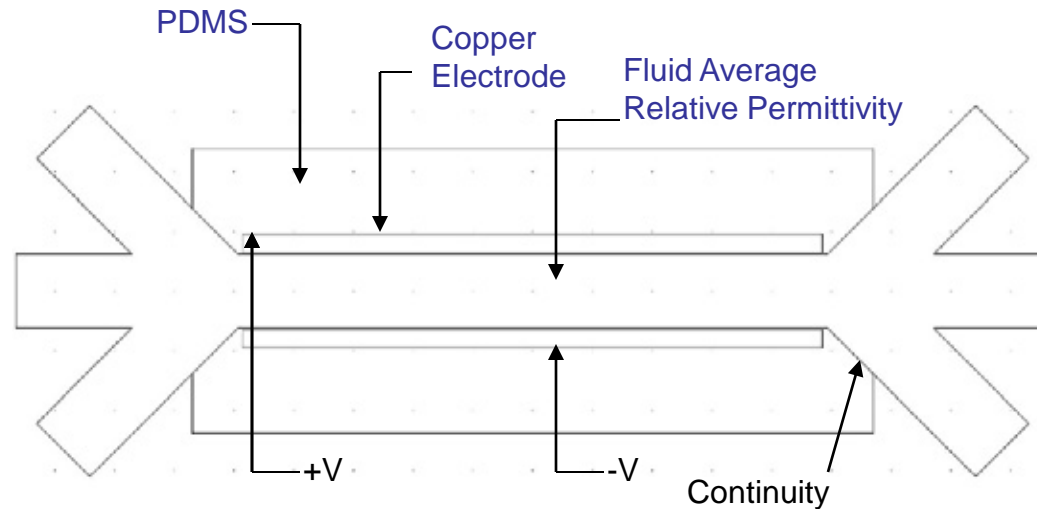 PDMS
Copper
Electrode
Fluid Average
Relative Permittivity
+V
-V
Continuity